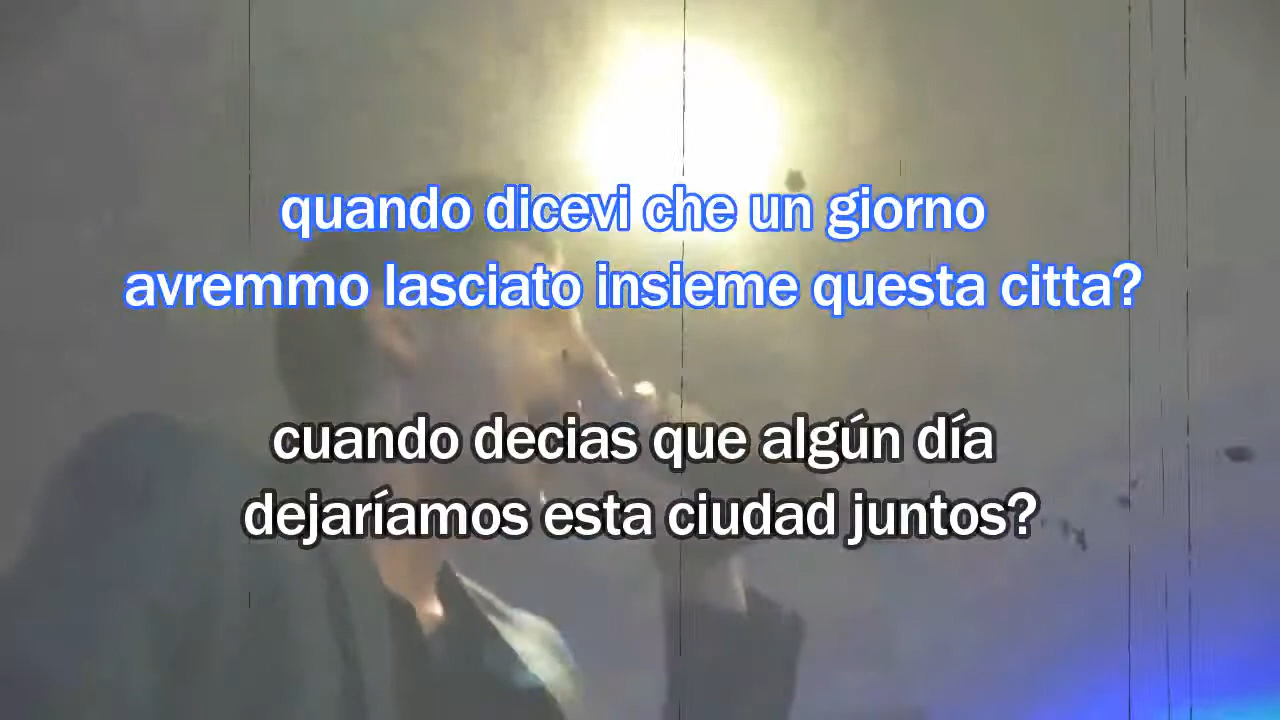 quando dicevi che un giorno
avremmo lasciato insieme questa citta?
cuando decias que algún día
dejaríamos esta ciudad juntos?